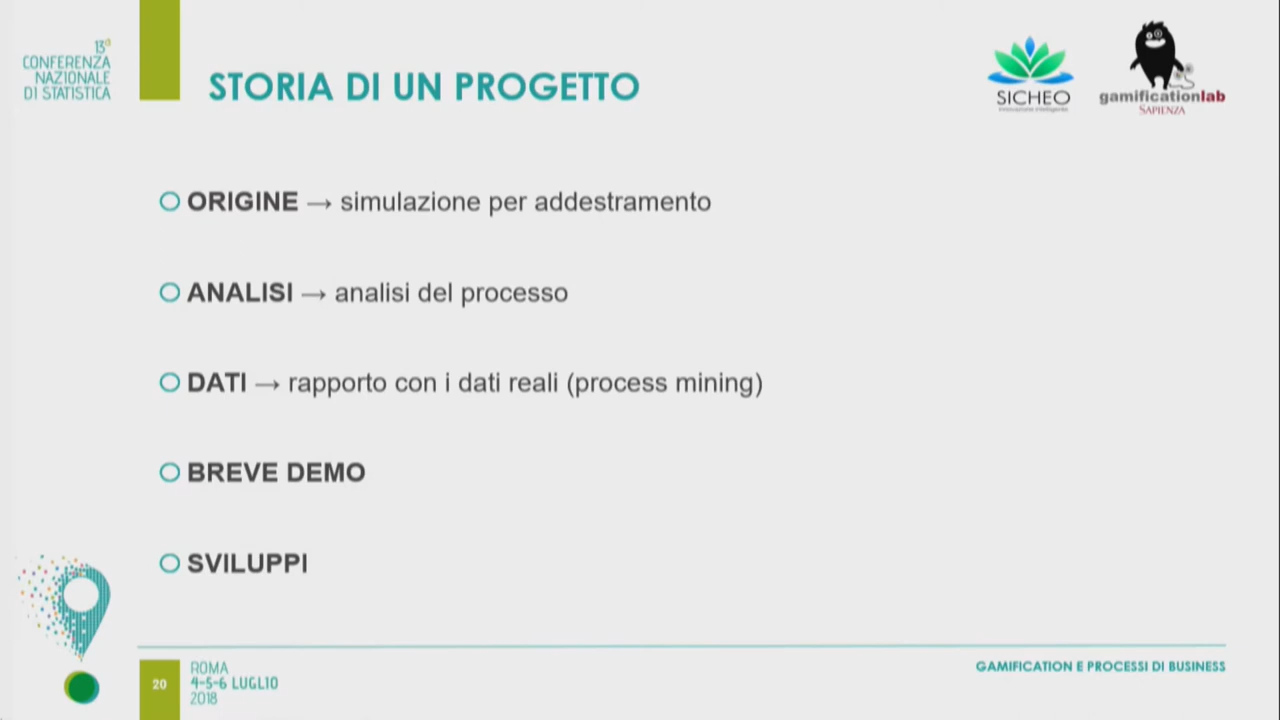 13ª
CONFERENZA
NAZIONALE
DI STATISTICA
STORIA DI UN PROGETTO
SICHEO
gamificationlab
SAPIENZA
ORIGINE → simulazione per addestramento
ANALISI → analisi del processo
DATI → rapporto con i dati reali (process mining)
BREVE DEMO
SVILUPPI
20
ROMA
4-5-6 LUGLIO
2018
GAMIFICATION E PROCESSI DI BUSINESS